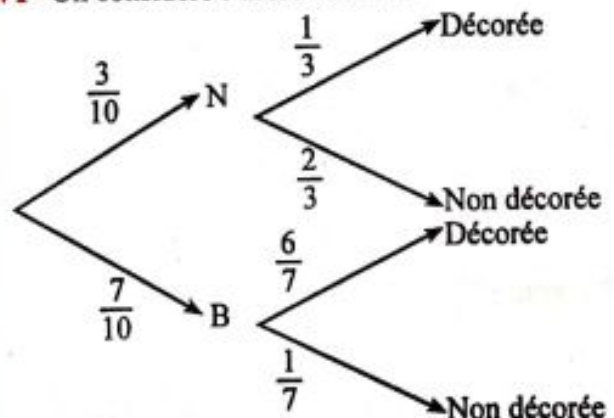 1/3
Décorée
3/10
N
2/3
Non décorée
6/7
Décorée
7/10
B
1/7
Non décorée